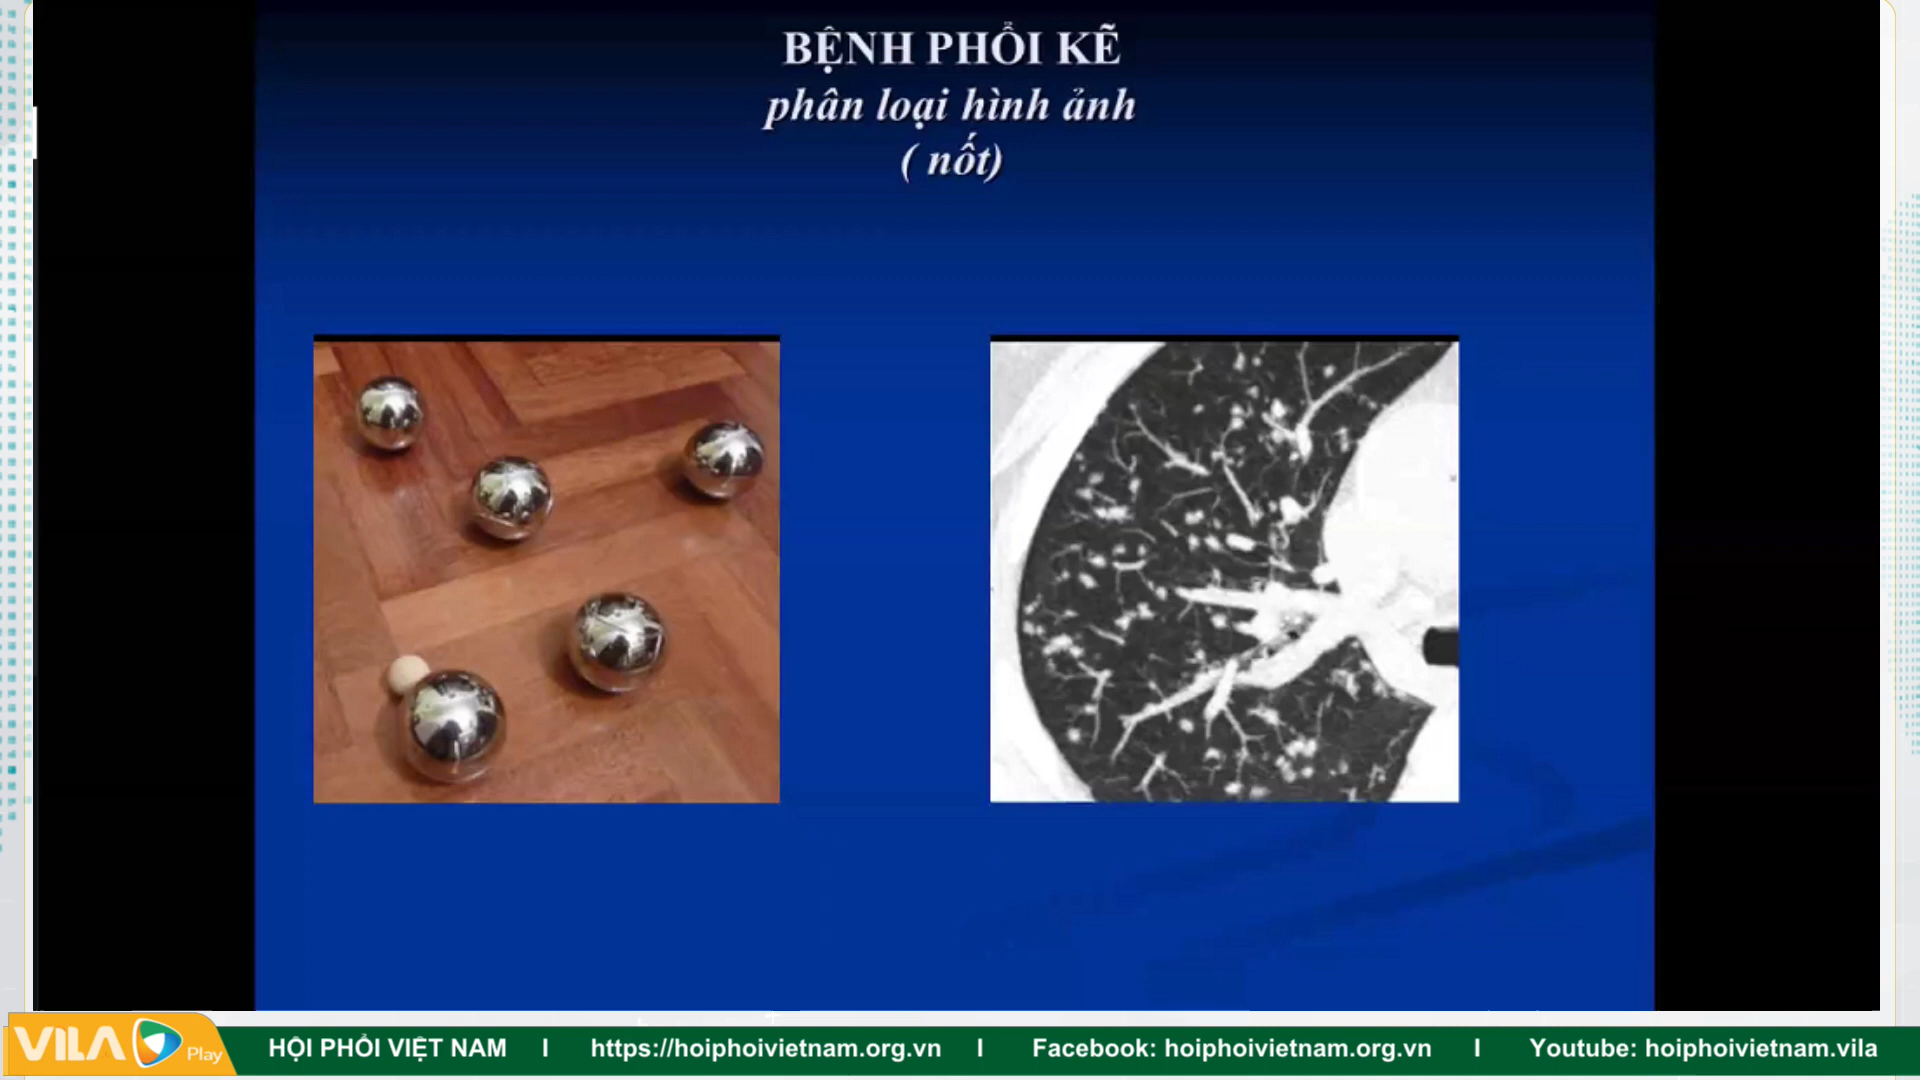 BỆNH PHỔI KẼ
phân loại hình ảnh
( nốt)
VILA Play
HỘI PHỔI VIỆT NAM I https://hoiphoivietnam.org.vn I Facebook: hoiphoivietnam.org.vn I Youtube: hoiphoivietnam.vila